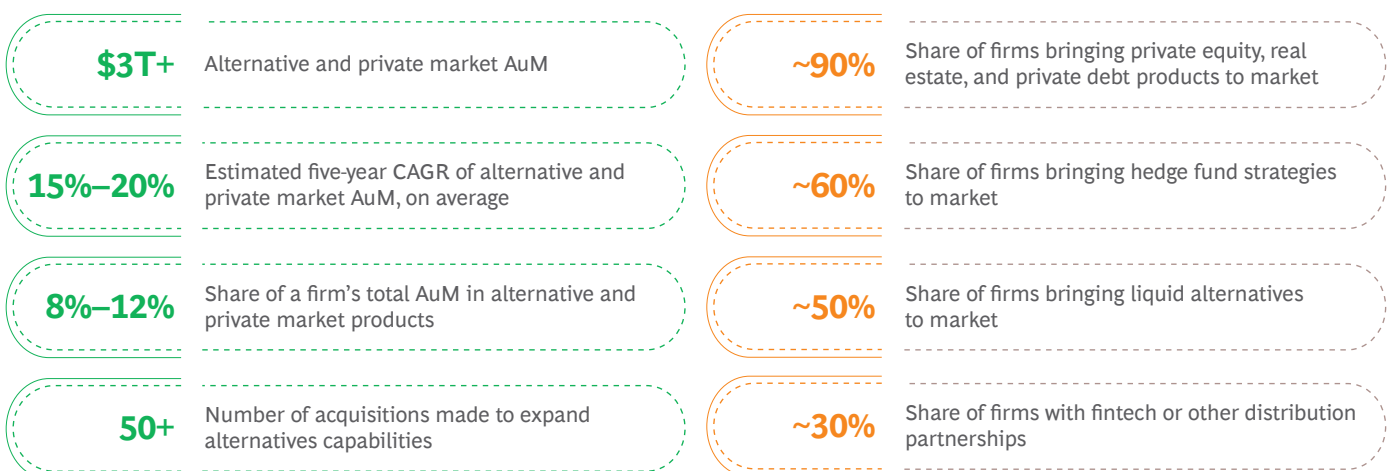 $3T+
Alternative and private market AuM
15%–20%
Estimated five-year CAGR of alternative and
private market AuM, on average
8%–12%
Share of a firm's total AuM in alternative and
private market products
50+
Number of acquisitions made to expand
alternatives capabilities
~90%
Share of firms bringing private equity, real
estate, and private debt products to market
~60%
Share of firms bringing hedge fund strategies
to market
~50%
Share of firms bringing liquid alternatives
to market
~30%
Share of firms with fintech or other distribution
partnerships